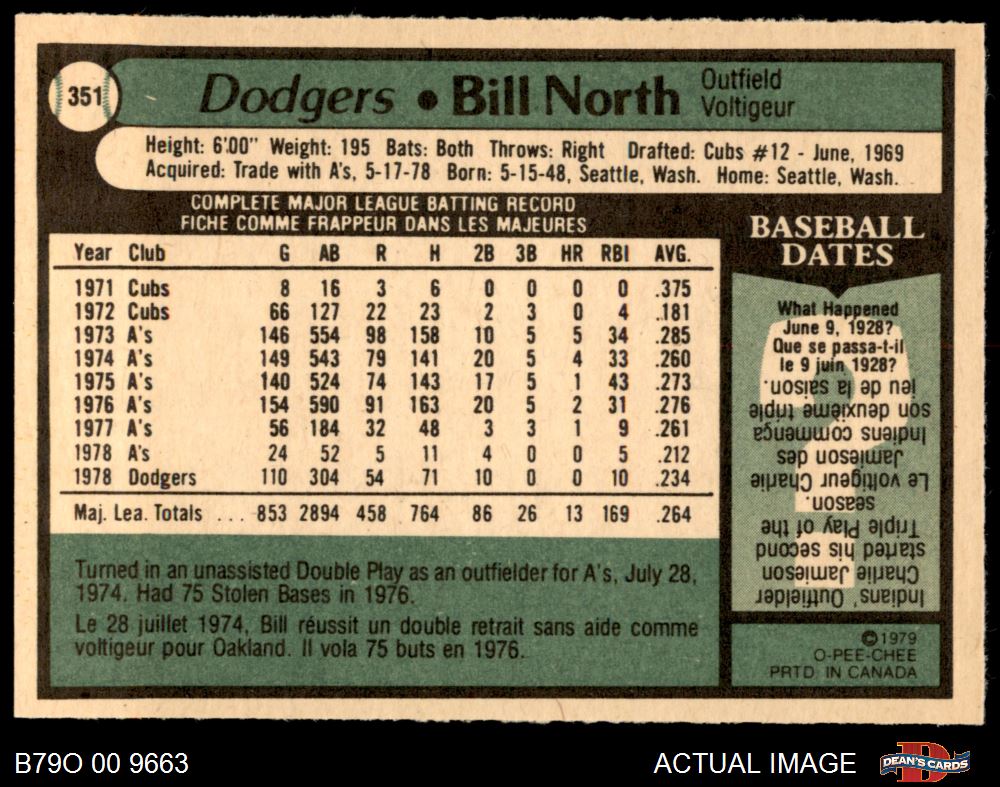 351
Dodgers • Bill North
Outfield
Voltigeur
Height: 6'00" Weight: 195 Bats: Both Throws: Right Drafted: Cubs #12 - June, 1969
Acquired: Trade with A's, 5-17-78 Born: 5-15-48, Seattle, Wash. Home: Seattle, Wash.
COMPLETE MAJOR LEAGUE BATTING RECORD
FICHE COMME FRAPPEUR DANS LES MAJEURES
Year Club G AB R H 2B 3B HR RBI AVG.
1971 Cubs 8 16 3 6 0 0 0 0 .375
1972 Cubs 66 127 22 23 2 3 0 4 .181
1973 A's 146 554 98 158 10 5 5 34 .285
1974 A's 149 543 79 141 20 5 4 33 .260
1975 A's 140 524 74 143 17 5 1 43 .273
1976 A's 154 590 91 163 20 5 2 31 .276
1977 A's 56 184 32 48 3 3 1 9 .261
1978 A's 24 52 5 11 4 0 0 5 .212
1978 Dodgers 110 304 54 71 10 0 0 10 .234
Maj. Lea. Totals ... 853 2894 458 764 86 26 13 169 .264
Turned in an unassisted Double Play as an outfielder for A's, July 28,
1974. Had 75 Stolen Bases in 1976.
Le 28 juillet 1974, Bill réussit un double retrait sans aide comme
voltigeur pour Oakland. Il vola 75 buts en 1976.
BASEBALL
DATES
What Happened
June 9, 1928?
Que se passa-t-il
le 9 juin 1928?
Indians' Outfielder
Charlie Jamieson
started his second
Triple Play of the
season.
Le voltigeur Charlie
Jamieson des
Indiens commença
son deuxième triple
jeu de la saison.
©1979
O-PEE-CHEE
PRTD IN CANADA
B79O 00 9663
ACTUAL IMAGE
D
DEAN'S CARDS